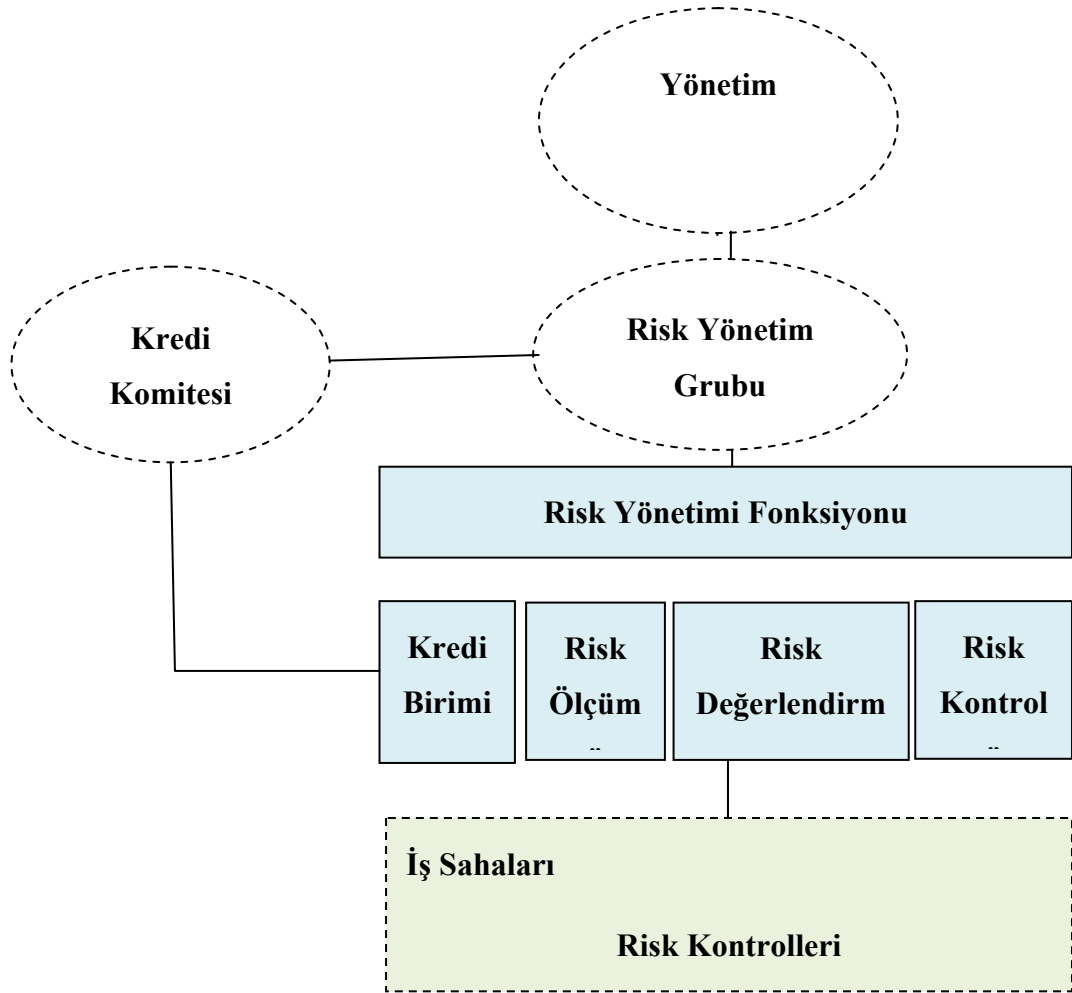 Yönetim
Kredi
Komitesi
Risk Yönetim
Grubu
Risk Yönetimi Fonksiyonu
Kredi
Birimi
Risk
Ölçüm
Risk
Değerlendirm
Risk
Kontrol
İş Sahaları
Risk Kontrolleri